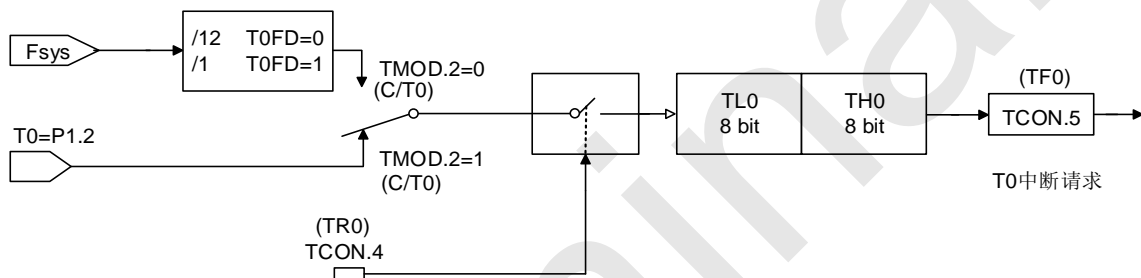 Fsys
/12 T0FD=0
/1 T0FD=1
TMOD.2=0
(C/T0)
T0=P1.2
TMOD.2=1
(C/T0)
(TR0)
TCON.4
TL0
8 bit
TH0
8 bit
(TF0)
TCON.5
T0中断请求